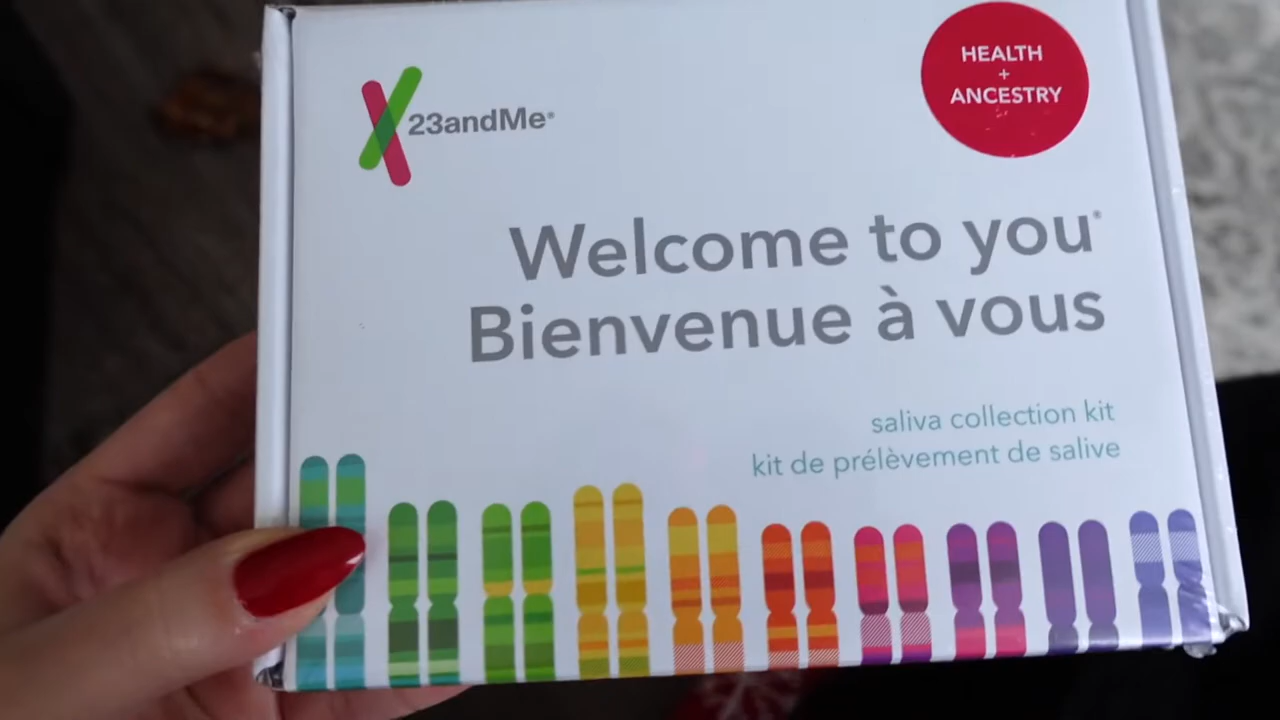 23andMe®
HEALTH
+
ANCESTRY
Welcome to you®
Bienvenue à vous
saliva collection kit
kit de prélèvement de salive